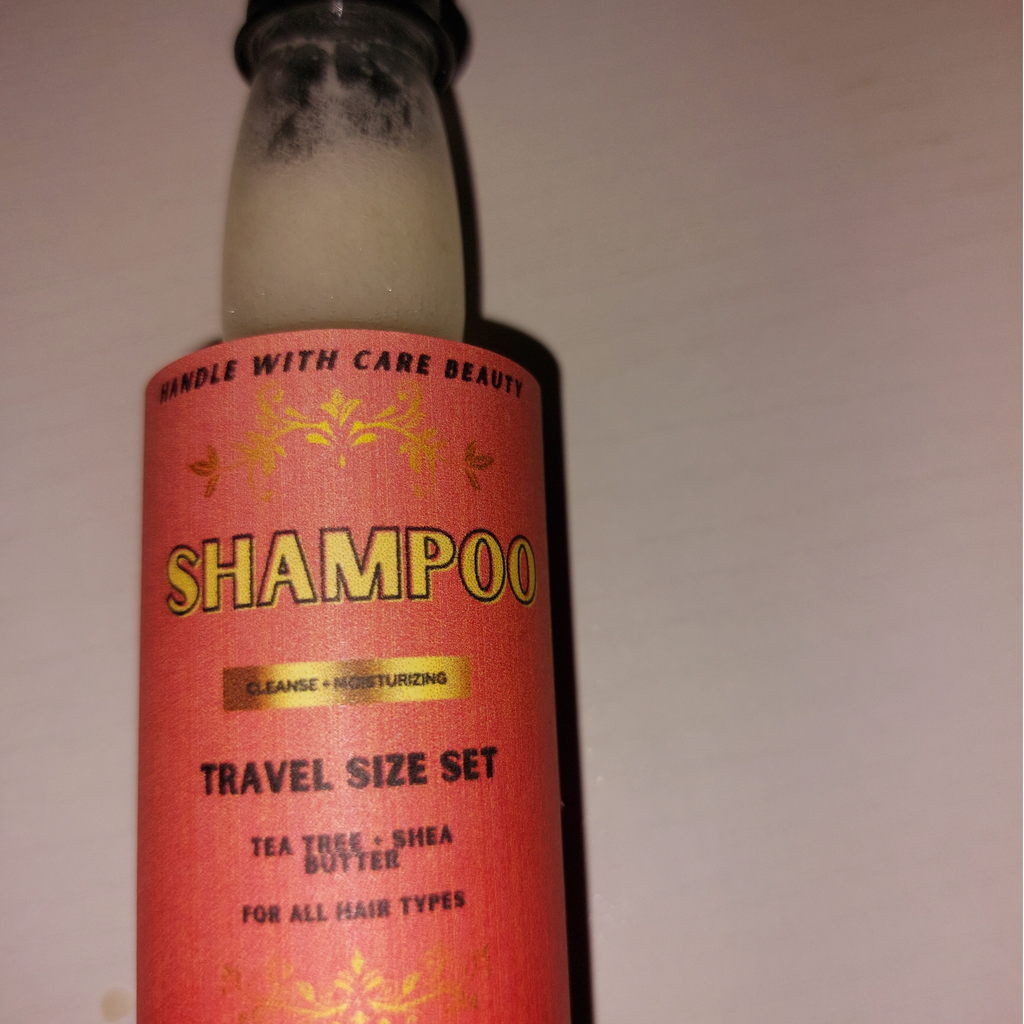 HANDLE WITH CARE BEAUTY
SHAMPOO
CLEANSE + MOISTURIZING
TRAVEL SIZE SET
TEA TREE + SHEA
BUTTER
FOR ALL HAIR TYPES